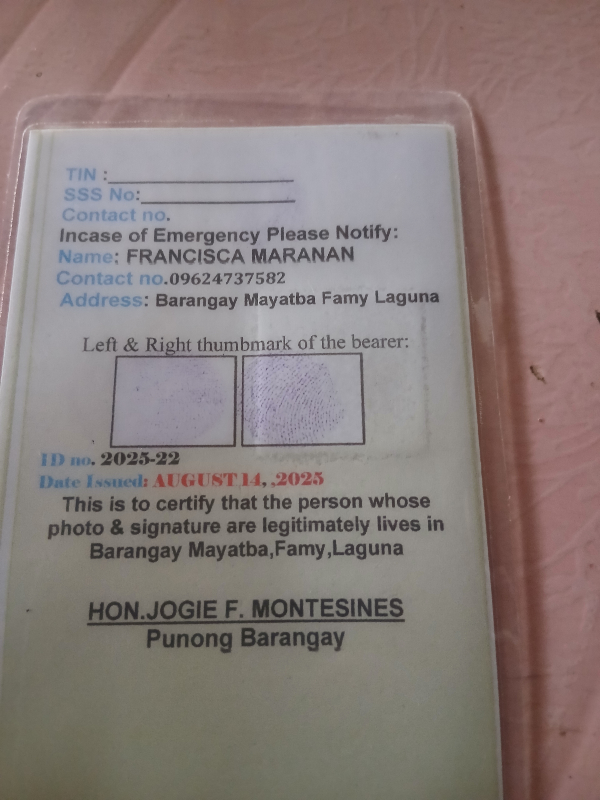 TIN :
SSS No:
Contact no.
Incase of Emergency Please Notify:
Name: FRANCISCA MARANAN
Contact no.09624737582
Address: Barangay Mayatba Famy Laguna
Left & Right thumbmark of the bearer:
ID no. 2025-22
Date Issued: AUGUST 14, ,2025
This is to certify that the person whose
photo & signature are legitimately lives in
Barangay Mayatba,Famy,Laguna
HON.JOGIE F. MONTESINES
Punong Barangay